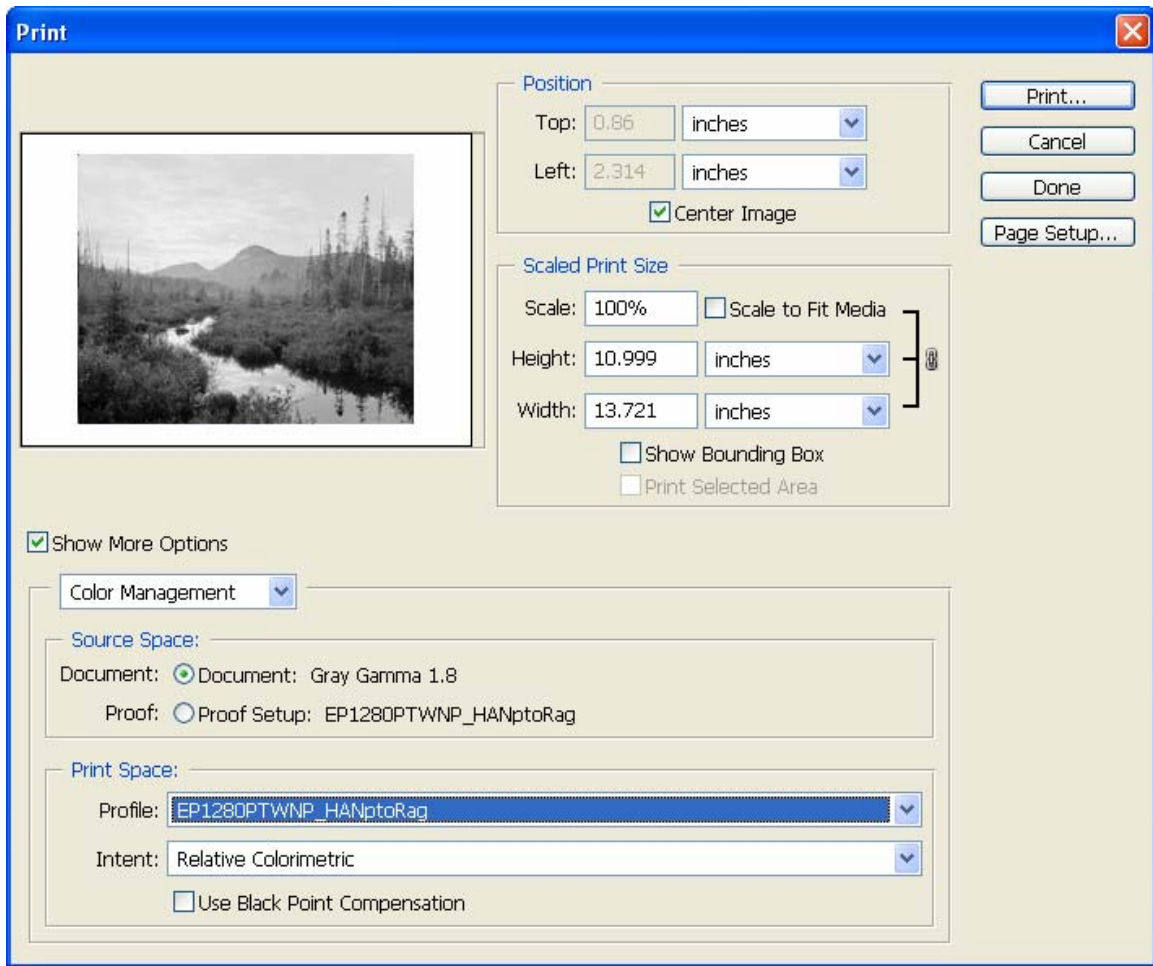 Print
Position
Top: 0.86 inches
Left: 2.314 inches
Center Image
Print...
Cancel
Done
Page Setup...
Scaled Print Size
Scale: 100% Scale to Fit Media
Height: 10.999 inches
Width: 13.721 inches
Show Bounding Box
Print Selected Area
Show More Options
Color Management
Source Space:
Document: Document: Gray Gamma 1.8
Proof: Proof Setup: EP1280PTWNP_HANptoRag
Print Space:
Profile: EP1280PTWNP_HANptoRag
Intent: Relative Colorimetric
Use Black Point Compensation